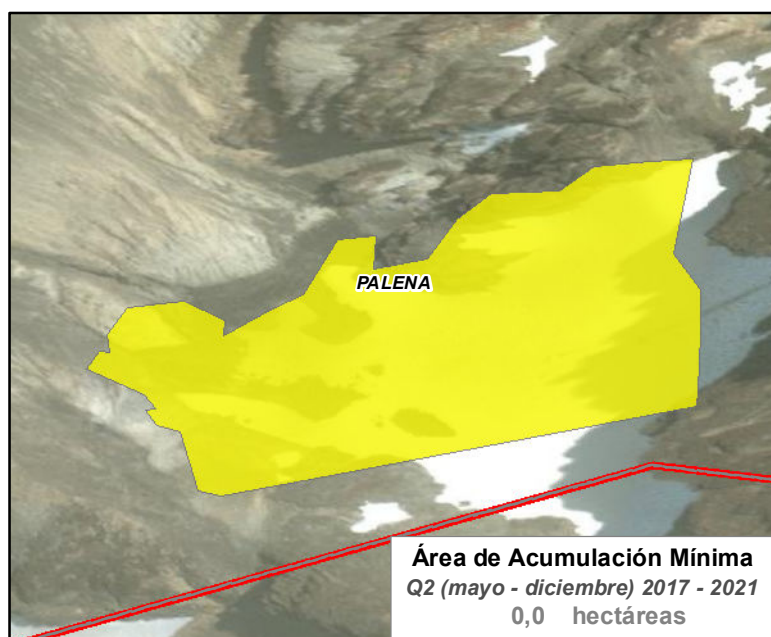 PALENA
Área de Acumulación Mínima
Q2 (mayo - diciembre) 2017 - 2021
0,0 hectáreas